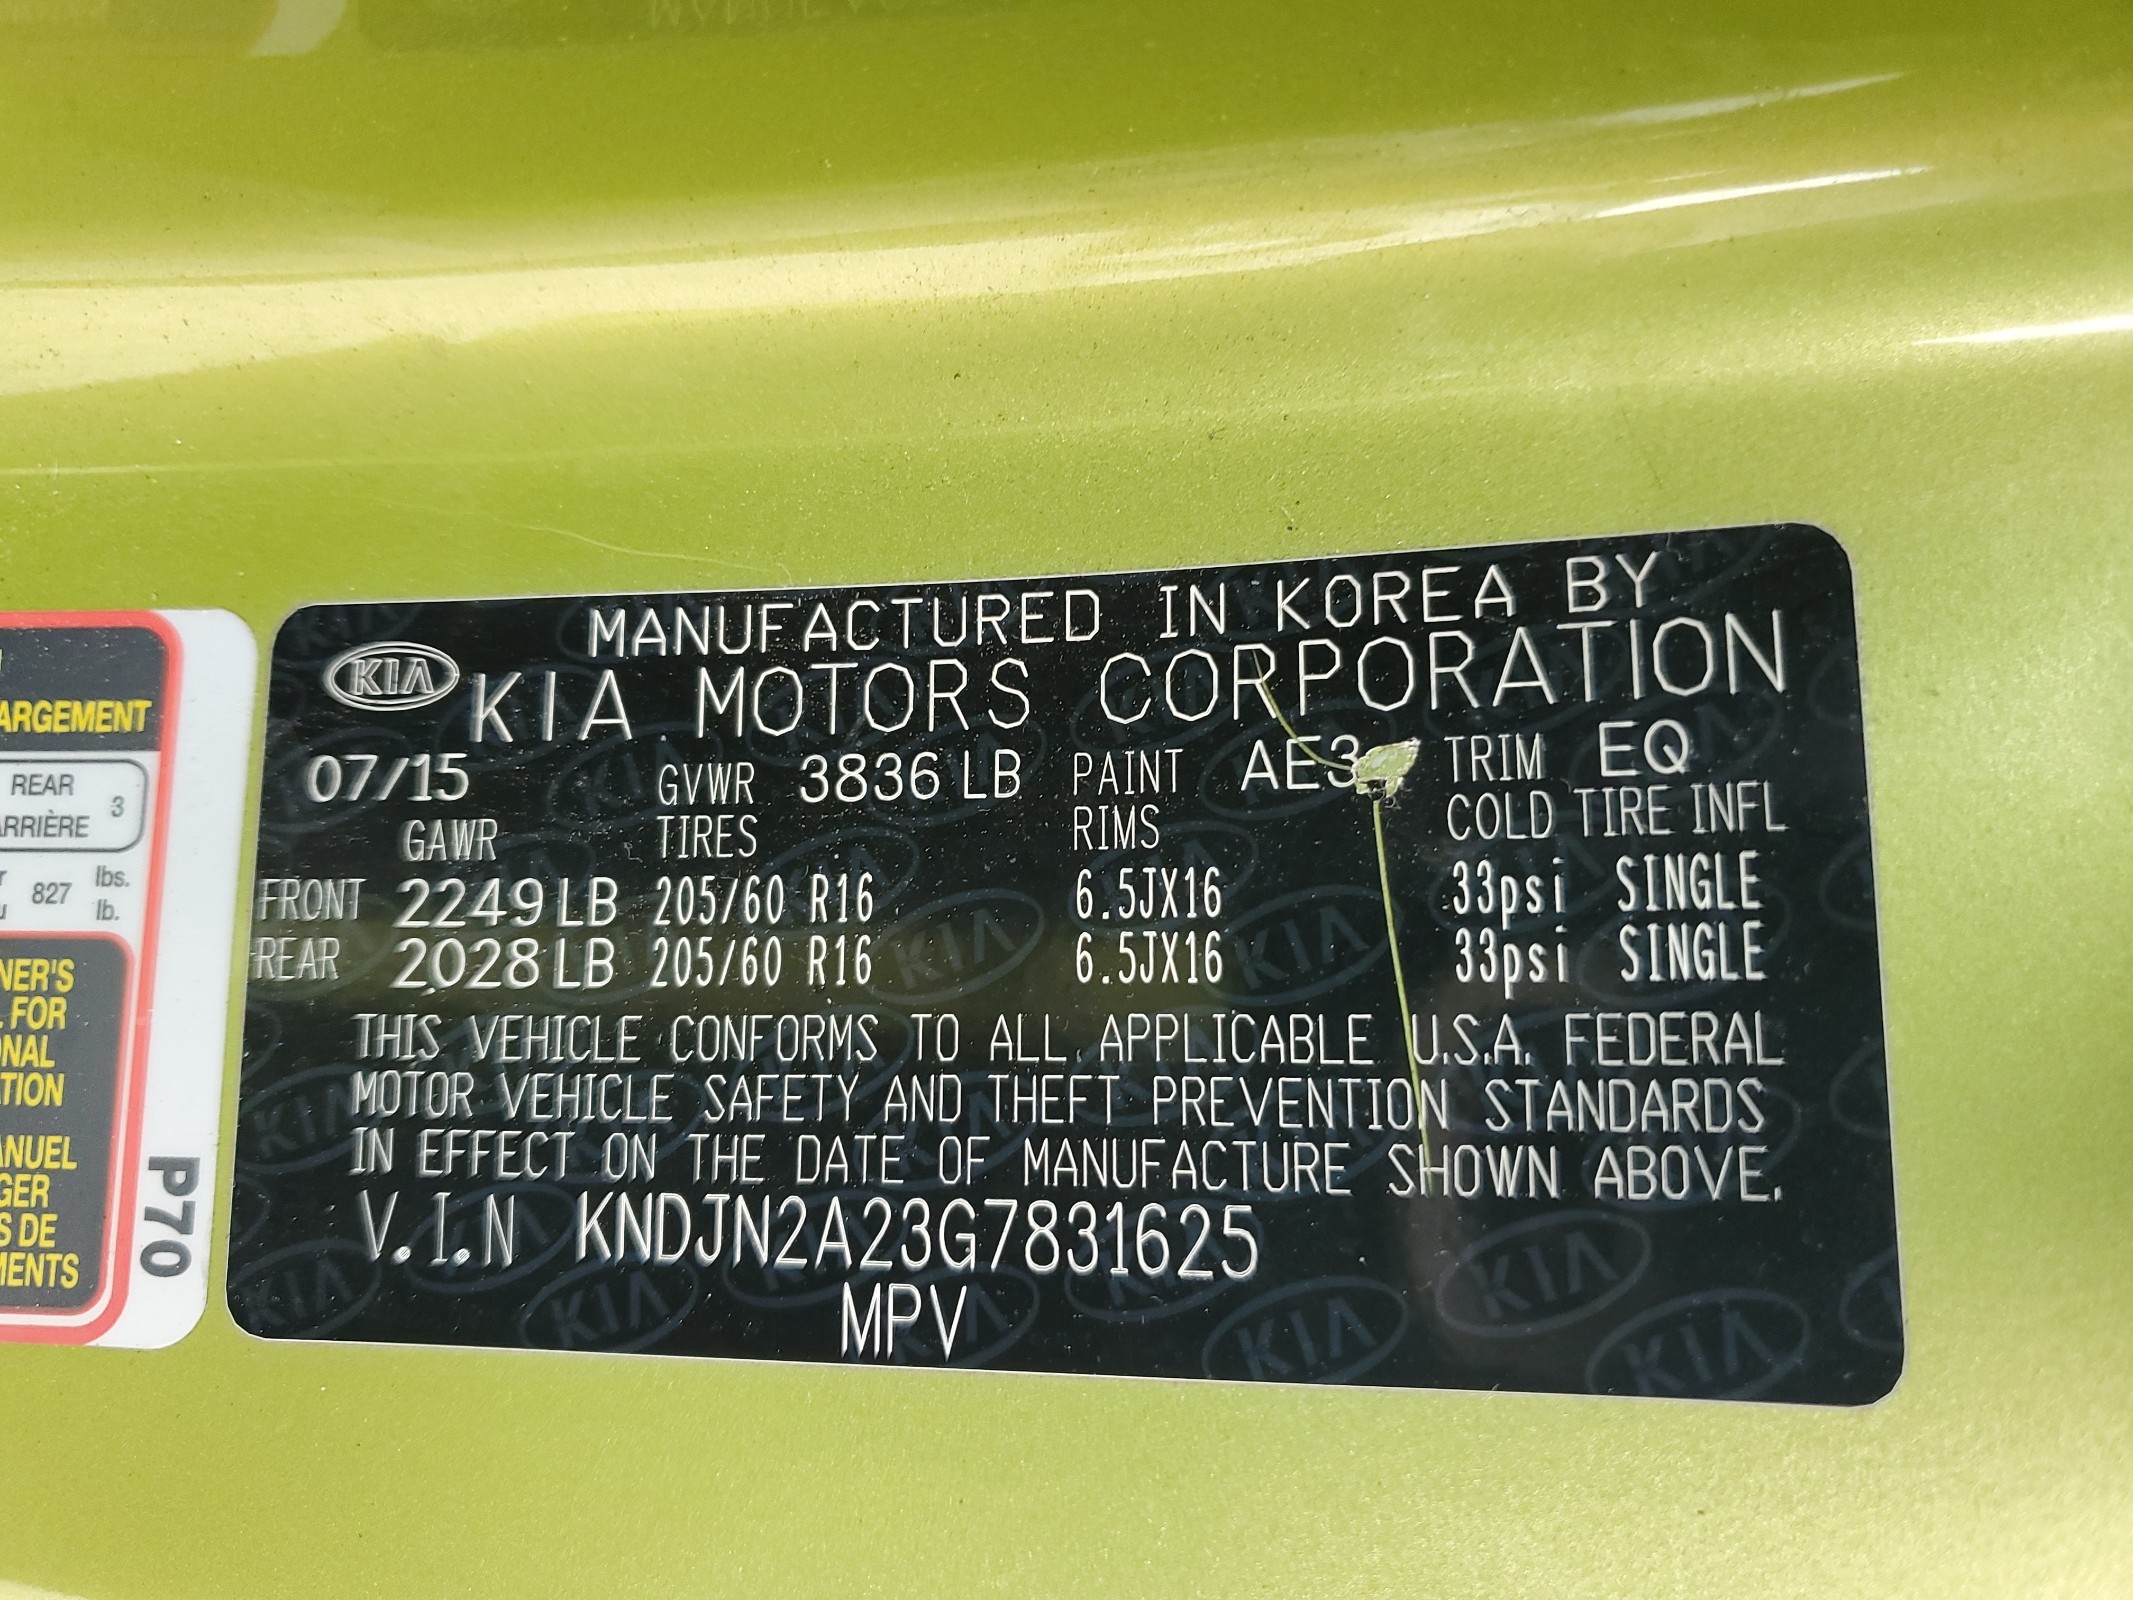 ARGEMENT
REAR
ARRIÈRE
3
827
lbs.
lb.
NER'S
FOR
NAL
TION
ANUEL
GER
S DE
MENTS
P70
KIA
MANUFACTURED IN KOREA BY
KIA MOTORS CORPORATION
07/15 GVWR 3836 LB PAINT AE3 TRIM EQ
GAWR TIRES RIMS COLD TIRE INFL
FRONT 2249 LB 205/60 R16 6.5JX16 33psi SINGLE
REAR 2028 LB 205/60 R16 6.5JX16 33psi SINGLE
THIS VEHICLE CONFORMS TO ALL APPLICABLE U.S.A. FEDERAL
MOTOR VEHICLE SAFETY AND THEFT PREVENTION STANDARDS
IN EFFECT ON THE DATE OF MANUFACTURE SHOWN ABOVE.
V.I.N KNDJN2A23G7831625
MPV